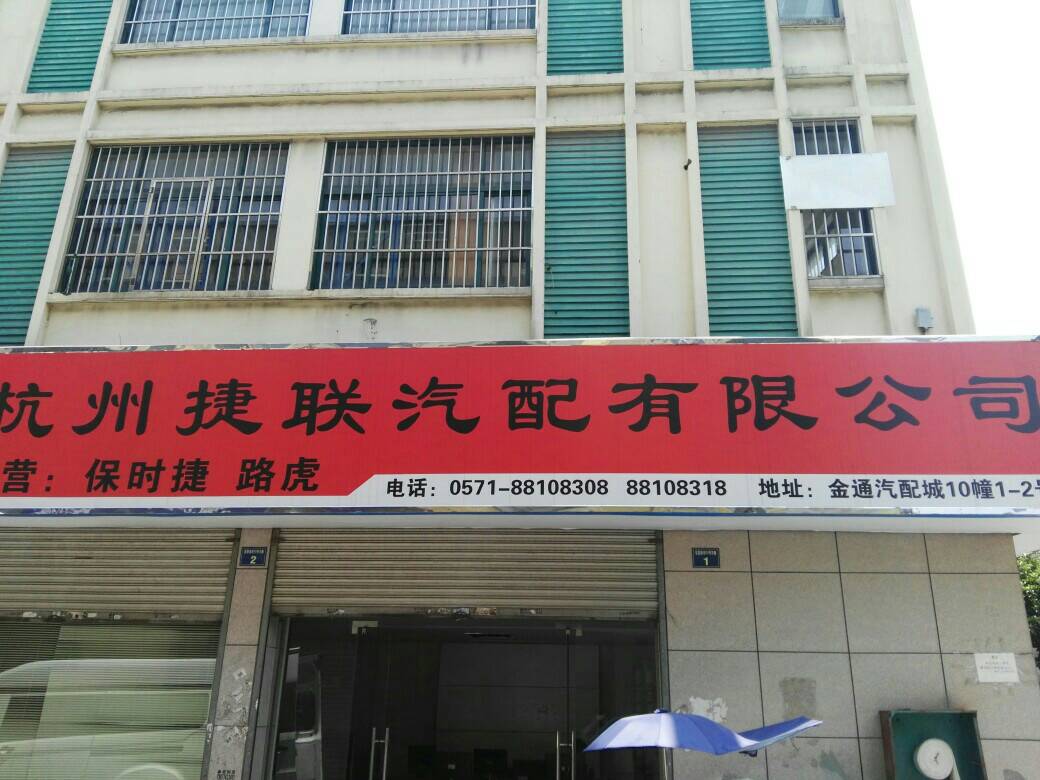 杭州捷联汽配有限公司
营：保时捷 路虎
电话：0571-88108308 88108318 地址：金通汽配城10幢1-2号
2
1